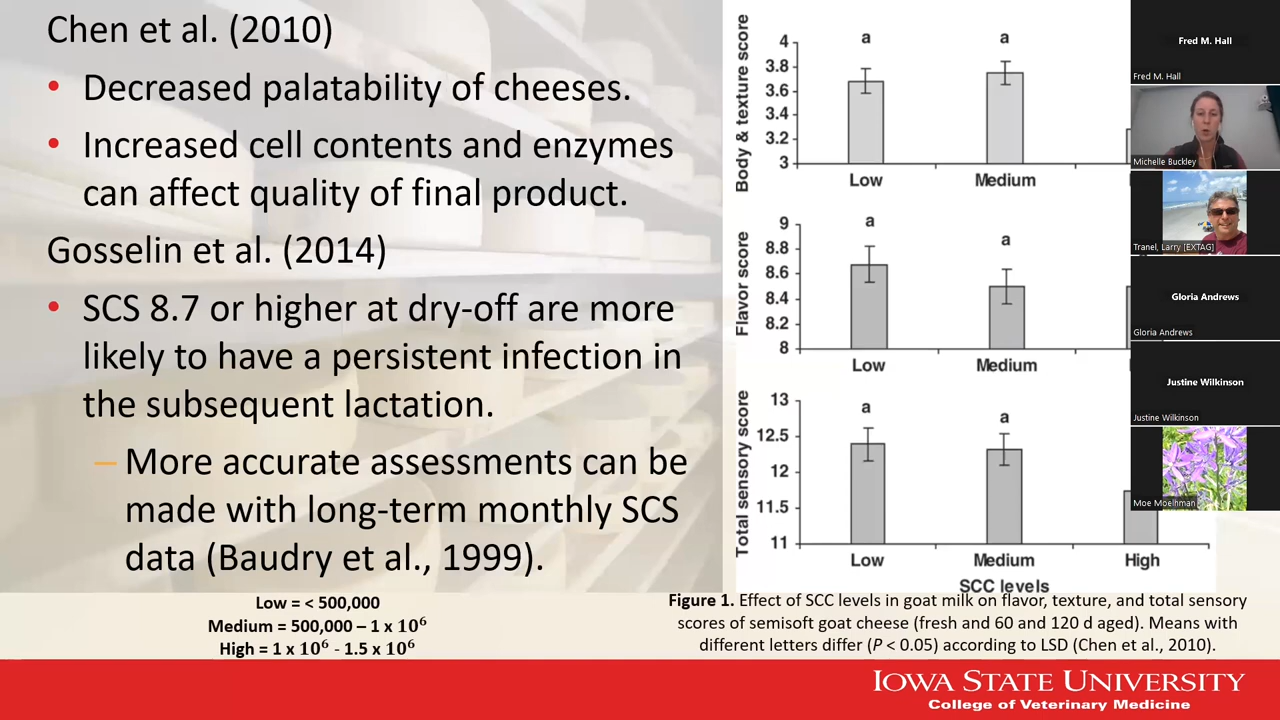 Chen et al. (2010)
• Decreased palatability of cheeses.
• Increased cell contents and enzymes
can affect quality of final product.
Gosselin et al. (2014)
• SCS 8.7 or higher at dry-off are more
likely to have a persistent infection in
the subsequent lactation.
– More accurate assessments can be
made with long-term monthly SCS
data (Baudry et al., 1999).
Low = < 500,000
Medium = 500,000 – 1 x 10⁶
High = 1 x 10⁶ - 1.5 x 10⁶
Body & texture score
4
3.8
3.6
3.4
3.2
3
a
a
Low
Medium
Flavor score
9
8.8
8.6
8.4
8.2
8
a
a
Low
Medium
Total sensory score
13
12.5
12
11.5
11
a
a
Low
Medium
High
SCC levels
Figure 1. Effect of SCC levels in goat milk on flavor, texture, and total sensory
scores of semisoft goat cheese (fresh and 60 and 120 d aged). Means with
different letters differ (P < 0.05) according to LSD (Chen et al., 2010).
Fred M. Hall
Fred M. Hall
Michelle Buckley
Tranel, Larry [EXTAG]
Gloria Andrews
Gloria Andrews
Justine Wilkinson
Justine Wilkinson
Moe Moelhman
IOWA STATE UNIVERSITY
College of Veterinary Medicine